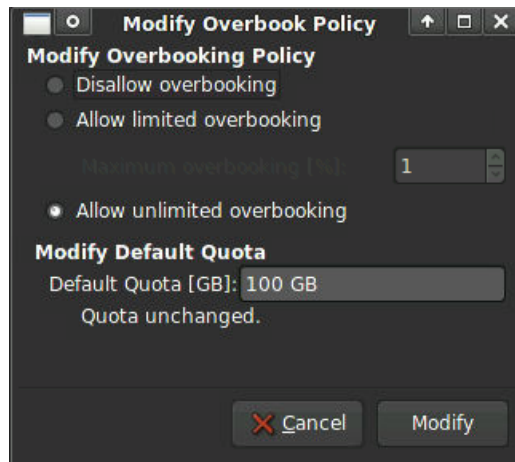 Modify Overbook Policy
Modify Overbooking Policy
Disallow overbooking
Allow limited overbooking
Maximum overbooking [%]: 1
Allow unlimited overbooking
Modify Default Quota
Default Quota [GB]: 100 GB
Quota unchanged.
Cancel Modify